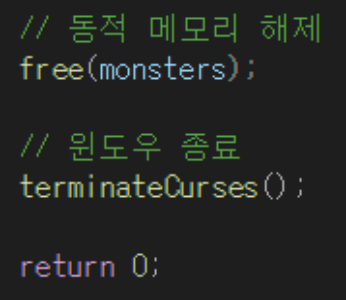 // 동적 메모리 해제
free(monsters);
// 윈도우 종료
terminateCurses();
return 0;